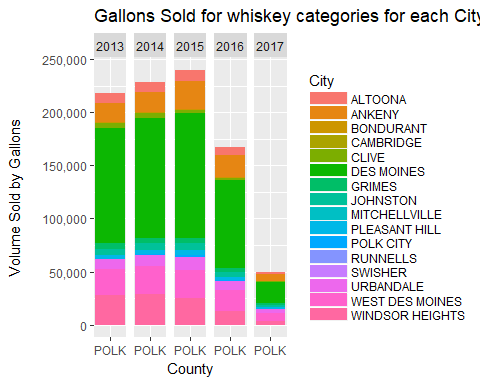 Gallons Sold for whiskey categories for each City
2013 2014 2015 2016 2017
250,000
200,000
150,000
100,000
50,000
0
Volume Sold by Gallons
POLK POLK POLK POLK POLK
County
City
ALTOONA
ANKENY
BONDURANT
CAMBRIDGE
CLIVE
DES MOINES
GRIMES
JOHNSTON
MITCHELLVILLE
PLEASANT HILL
POLK CITY
RUNNELLS
SWISHER
URBANDALE
WEST DES MOINES
WINDSOR HEIGHTS